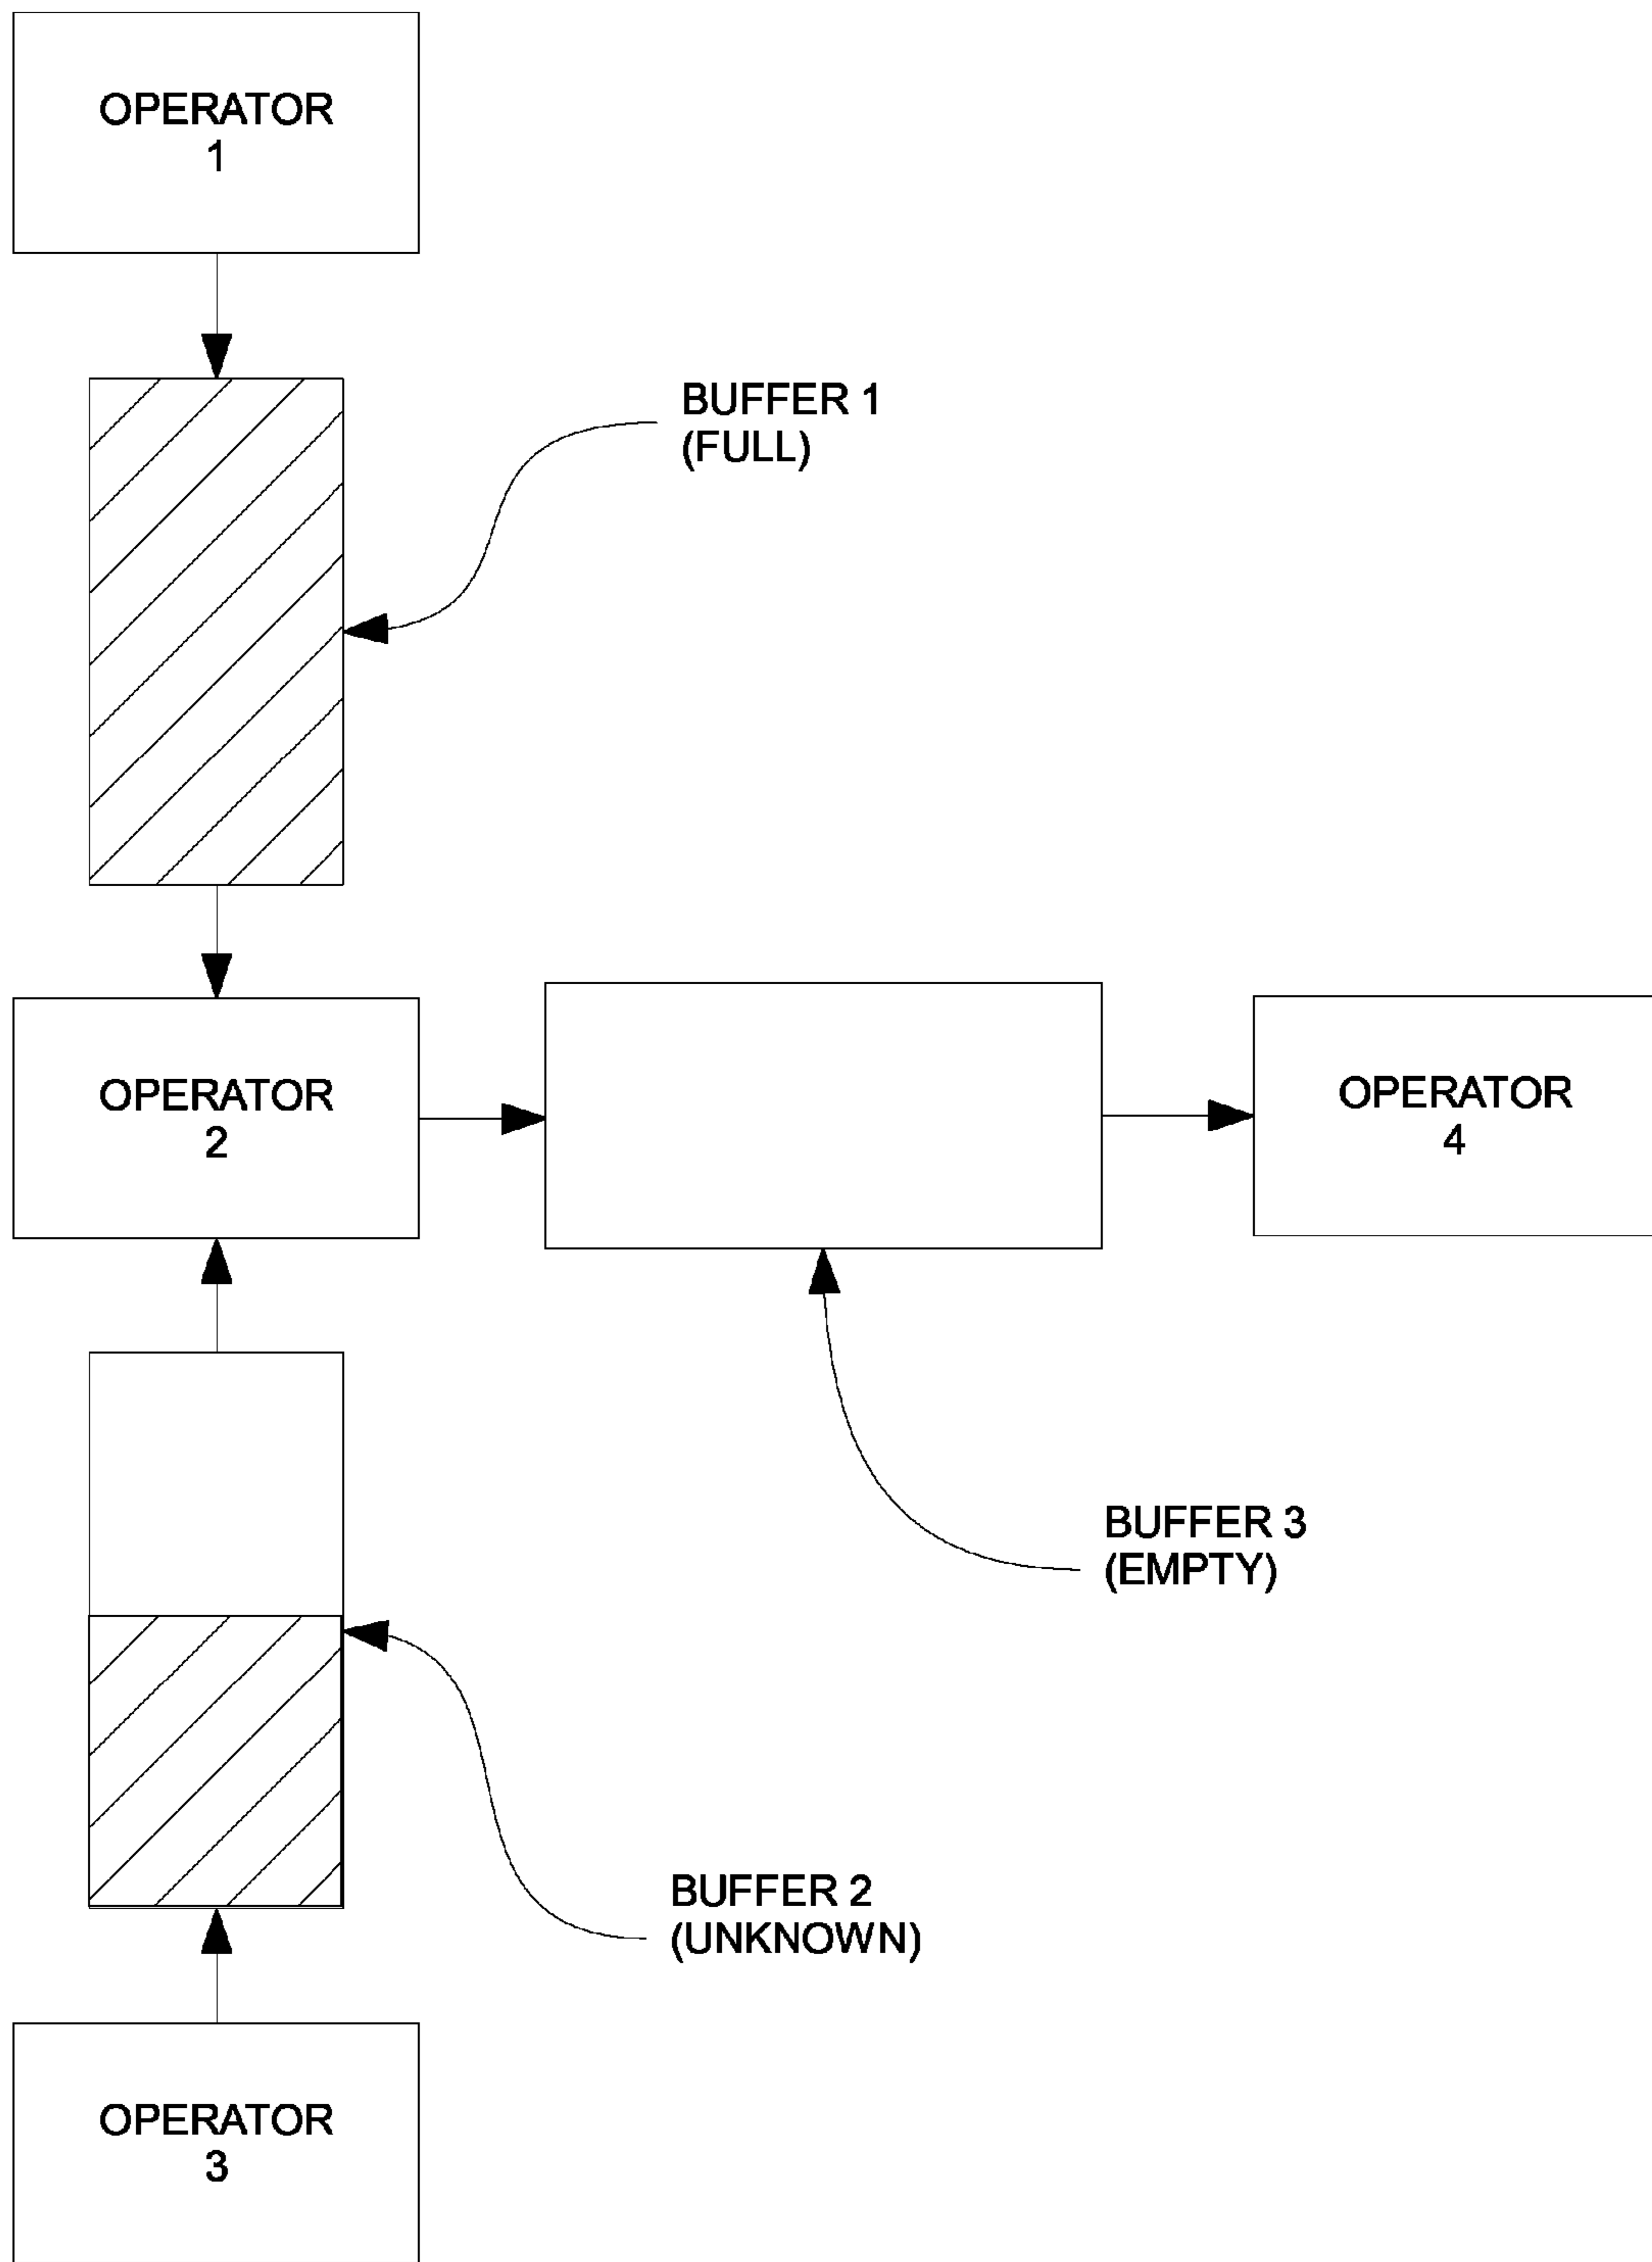 OPERATOR
1
BUFFER 1
(FULL)
OPERATOR
2
OPERATOR
4
BUFFER 3
(EMPTY)
BUFFER 2
(UNKNOWN)
OPERATOR
3